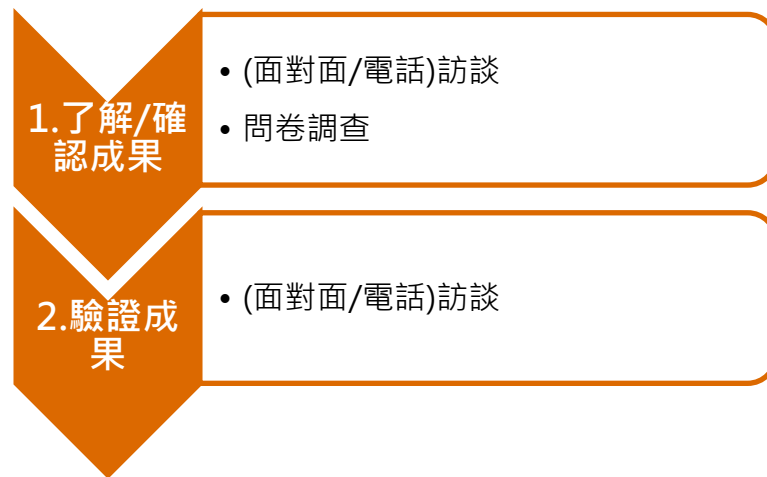 1.了解/確
認成果
• (面對面/電話)訪談
• 問卷調查
2.驗證成
果
• (面對面/電話)訪談